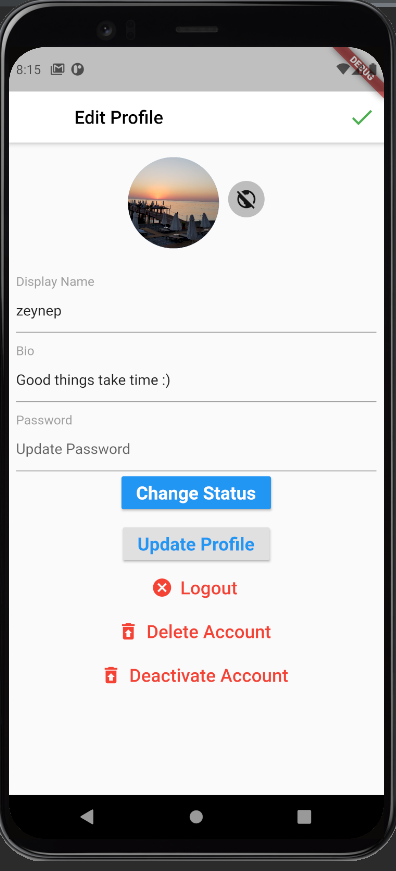 8:15
DEBUG
Edit Profile
Display Name
zeynep
Bio
Good things take time :)
Password
Update Password
Change Status
Update Profile
Logout
Delete Account
Deactivate Account